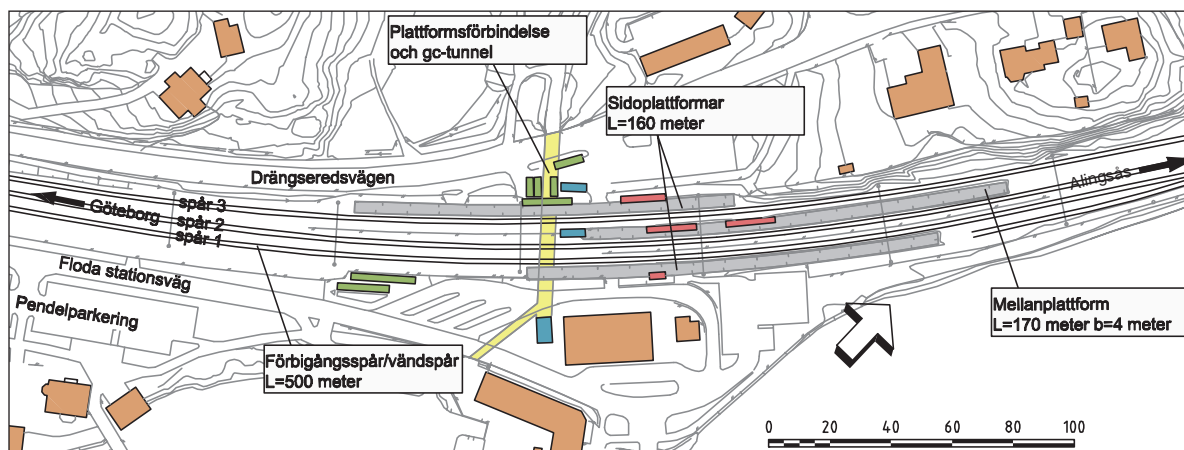 Plattformsförbindelse
och gc-tunnel
Sidoplattformar
L=160 meter
Drängseredsvägen
Alingsås
Göteborg
spår 3
spår 2
spår 1
Floda stationsväg
Pendelparkering
Mellanplattform
L=170 meter b=4 meter
Förbigångsspår/vändspår
L=500 meter
0 20 40 60 80 100